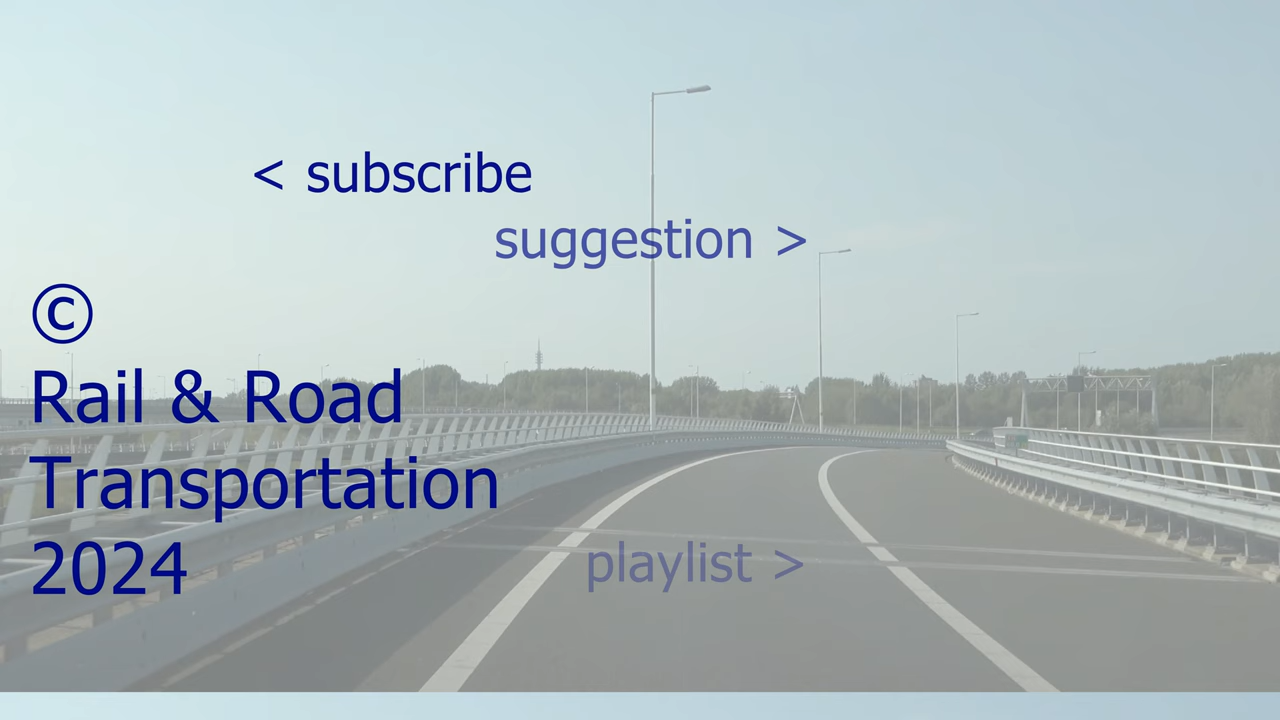 < subscribe
suggestion >
©
Rail & Road
Transportation
2024
playlist >